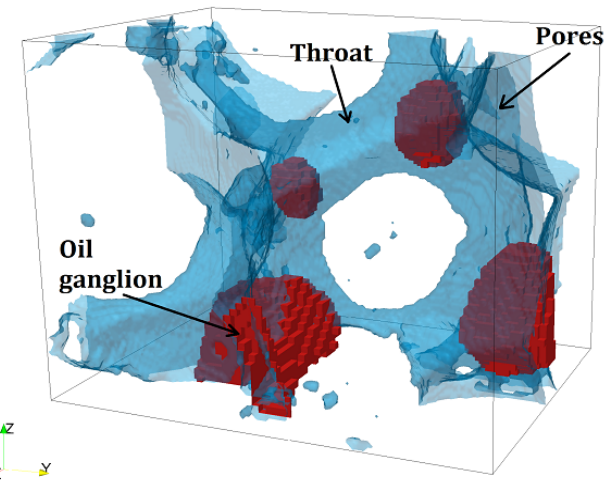 Throat
Pores
Oil
ganglion
Z
Y